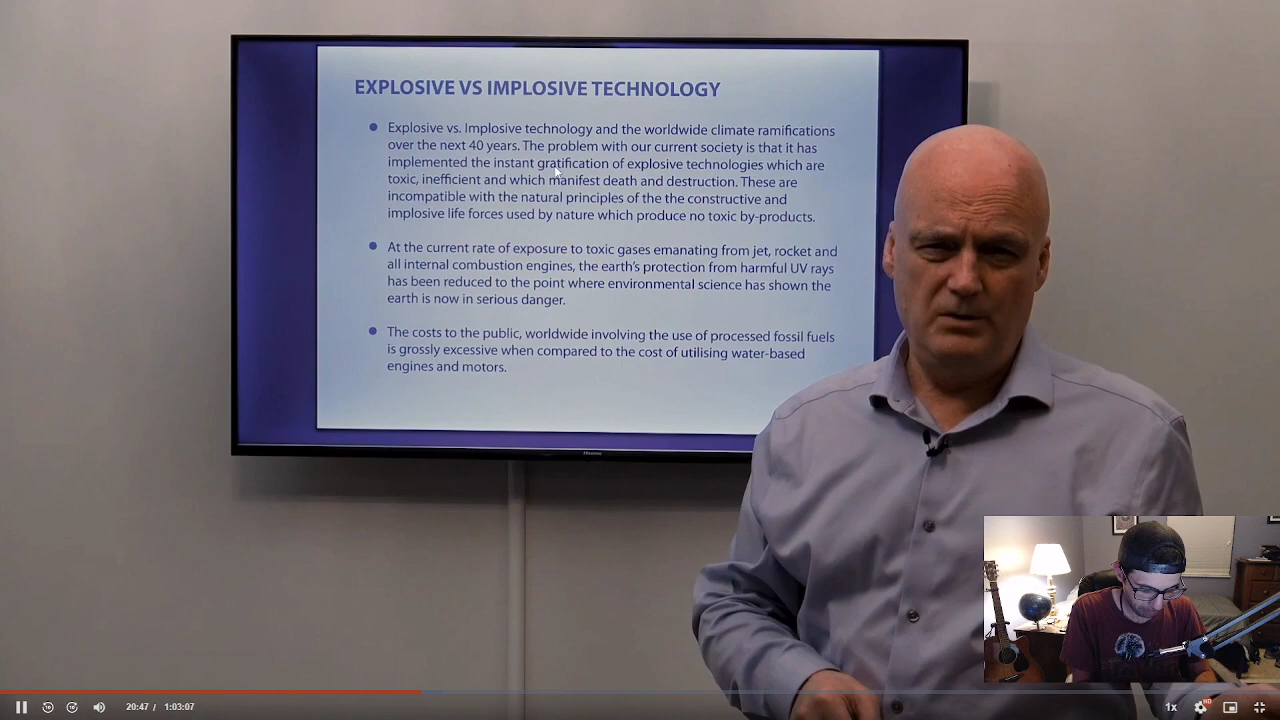 EXPLOSIVE VS IMPLOSIVE TECHNOLOGY
Explosive vs. Implosive technology and the worldwide climate ramifications
over the next 40 years. The problem with our current society is that it has
implemented the instant gratification of explosive technologies which are
toxic, inefficient and which manifest death and destruction. These are
incompatible with the natural principles of the the constructive and
implosive life forces used by nature which produce no toxic by-products.
At the current rate of exposure to toxic gases emanating from jet, rocket and
all internal combustion engines, the earth's protection from harmful UV rays
has been reduced to the point where environmental science has shown the
earth is now in serious danger.
The costs to the public, worldwide involving the use of processed fossil fuels
is grossly excessive when compared to the cost of utilising water-based
engines and motors.
Hisense
20:47 / 1:03:07
1x
HD